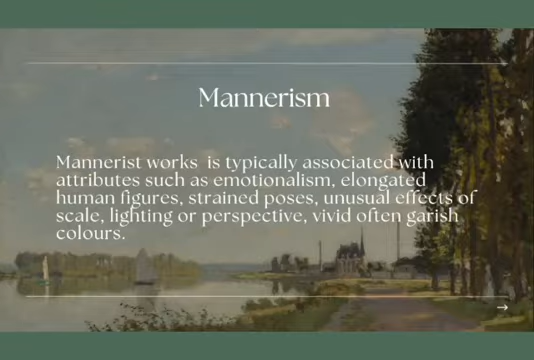 Mannerism
Mannerist works is typically associated with
attributes such as emotionalism, elongated
human figures, strained poses, unusual effects of
scale, lighting or perspective, vivid often garish
colours.